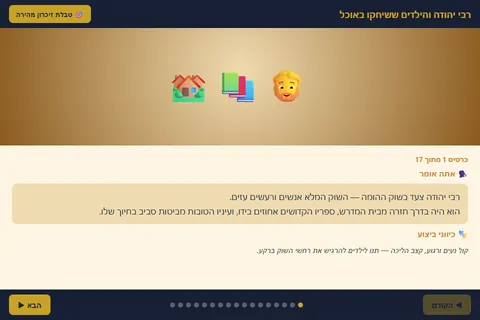 רבי יהודה והילדים ששיחקו באוכל
טבלת זיכרון מהירה
כרטיס 1 מתוך 17
אתה אומר
רבי יהודה צעד בשוק ההומה — השוק המלא אנשים ורעשים עזים.
הוא היה בדרך חזרה מבית המדרש, ספריו הקדושים אחוזים בידו, ועיניו הטובות מביטות סביב בחיוך שלו.
כיווני ביצוע
קול נעים ורגוע, קצב הליכה — תנו לילדים להרגיש את רחשי השוק ברקע.
◀ הקודם
הבא ▶